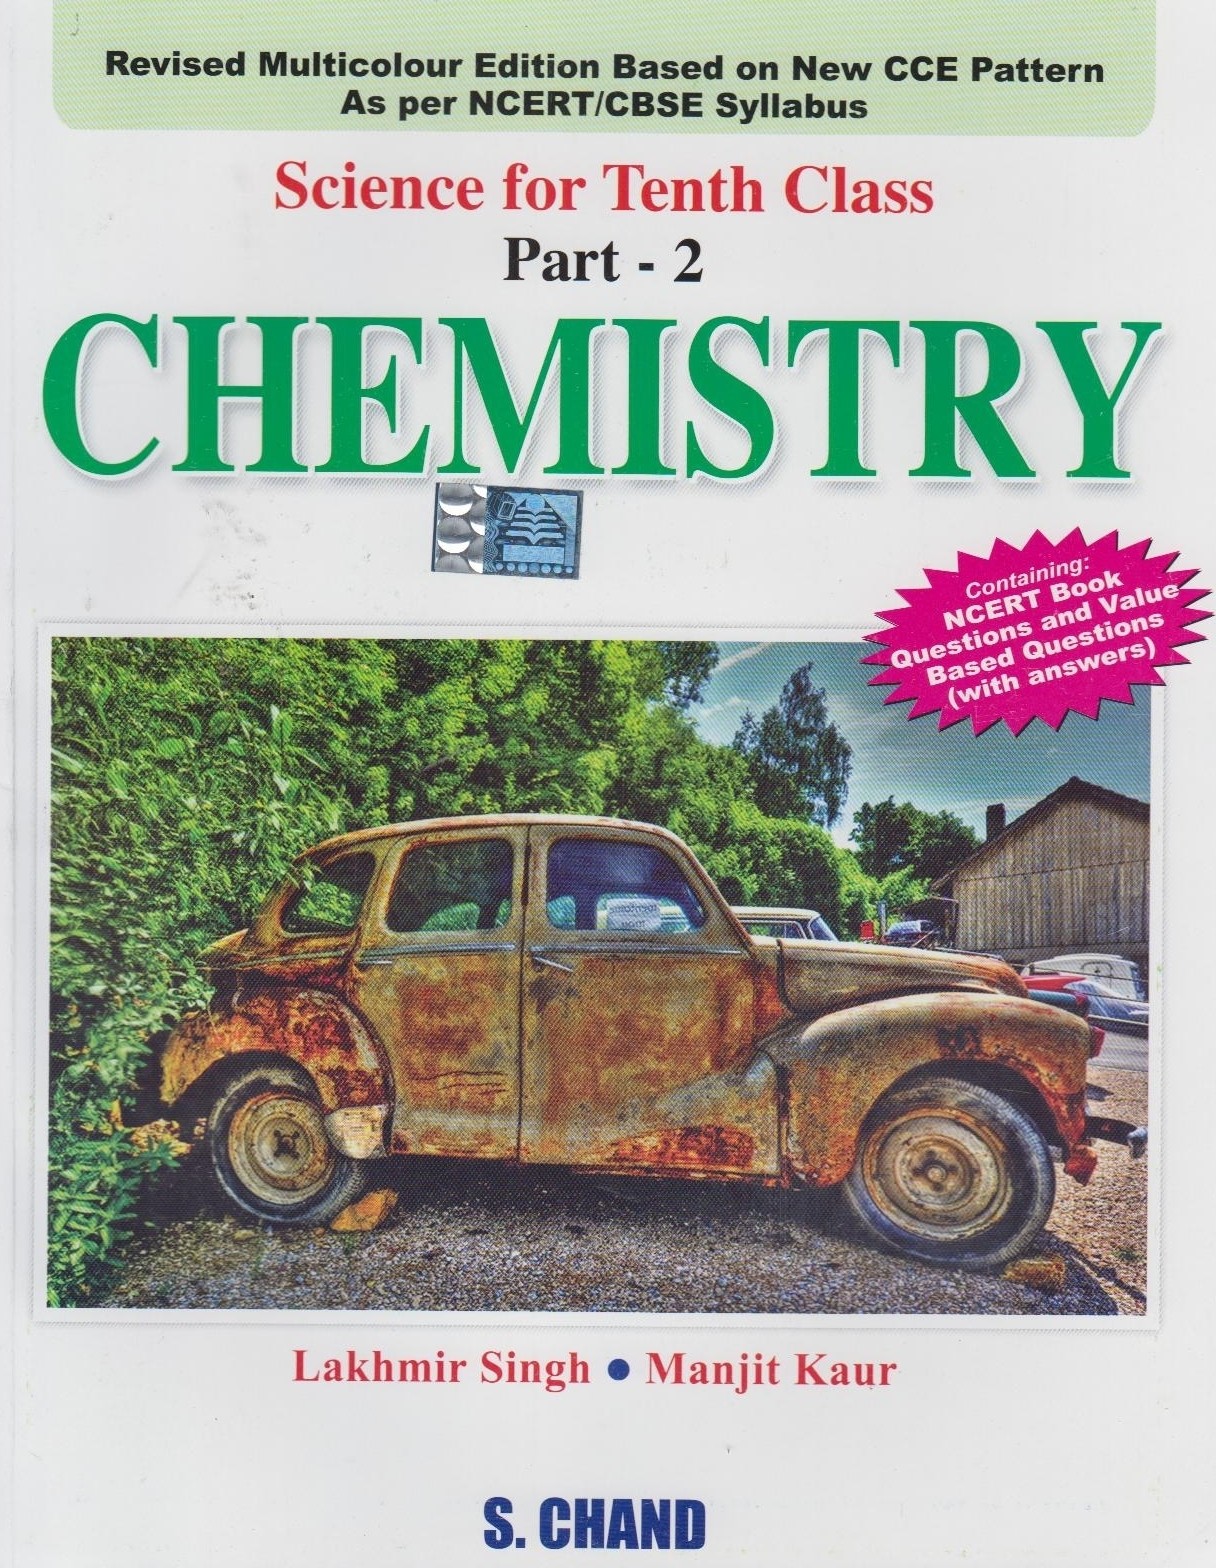 Revised Multicolour Edition Based on New CCE Pattern
As per NCERT/CBSE Syllabus
Science for Tenth Class
Part - 2
CHEMISTRY
Containing:
NCERT Book
Questions and Value
Based Questions
(with answers)
Lakhmir Singh ● Manjit Kaur
S. CHAND